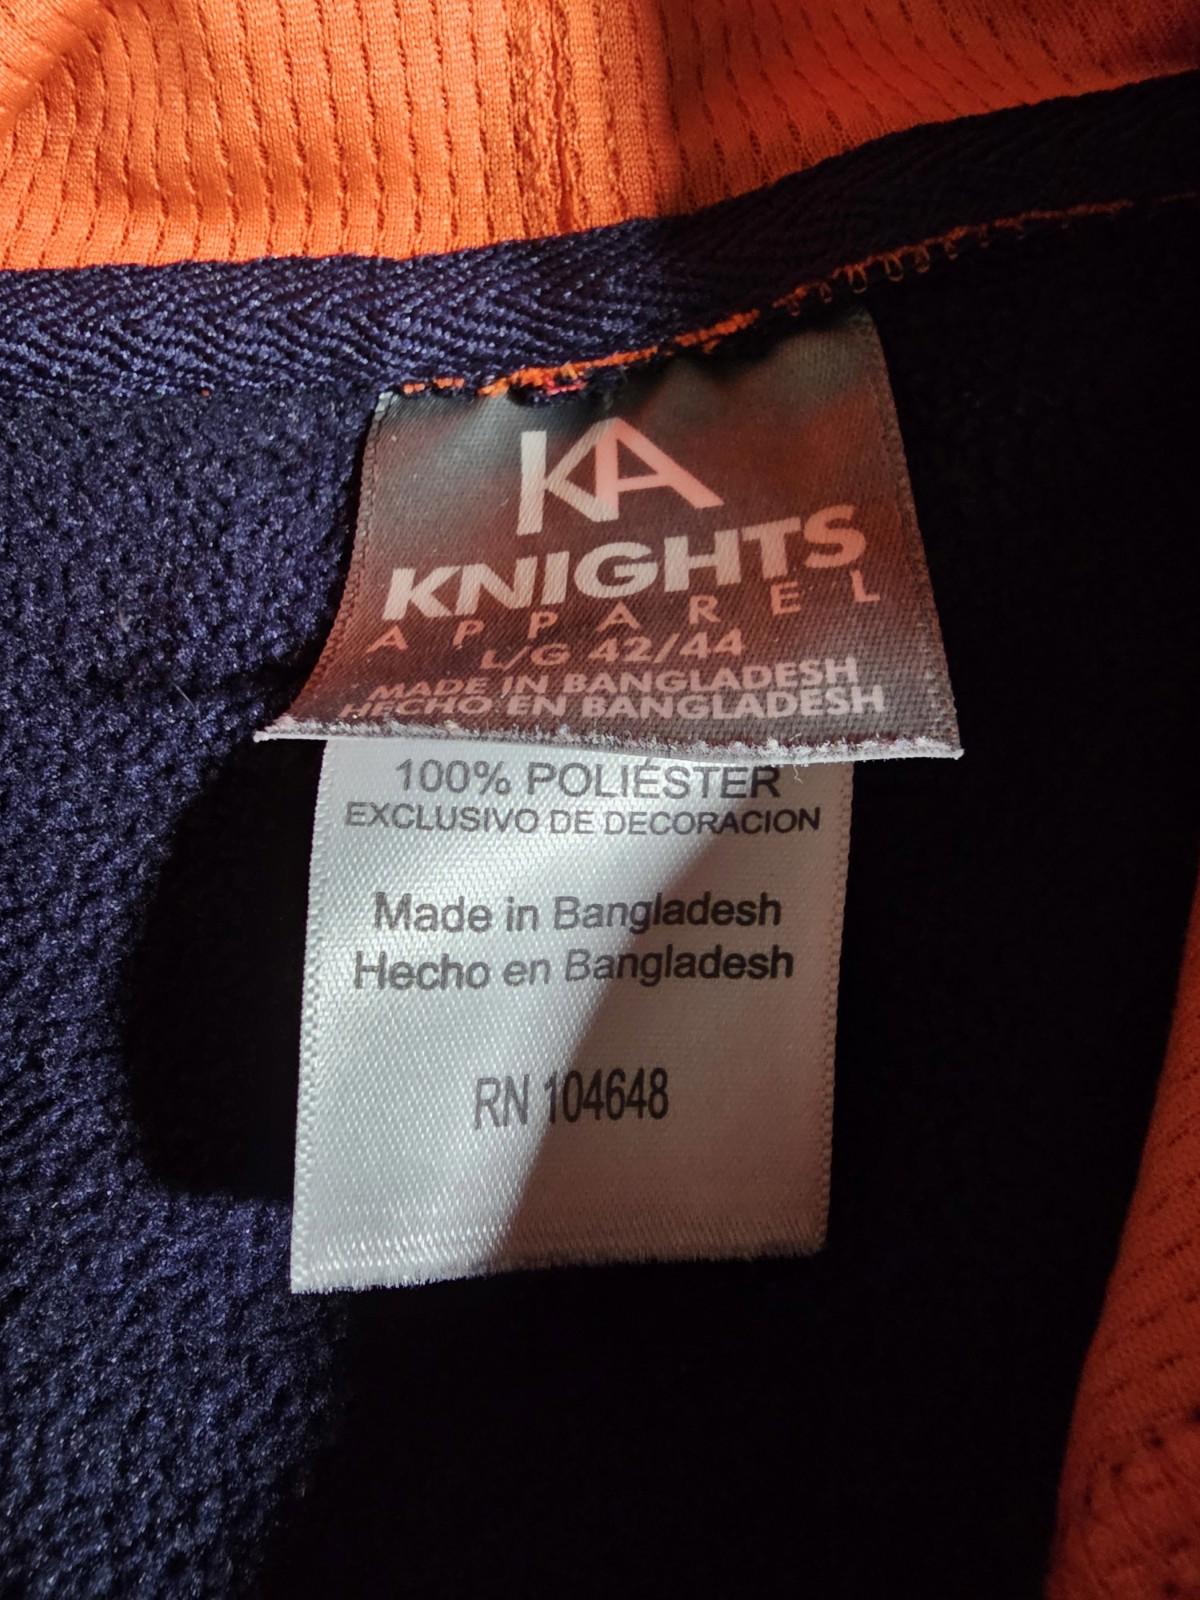 KA
KNIGHTS
APPAREL
L/G 42/44
MADE IN BANGLADESH
HECHO EN BANGLADESH
100% POLIÉSTER
EXCLUSIVO DE DECORACION
Made in Bangladesh
Hecho en Bangladesh
RN 104648